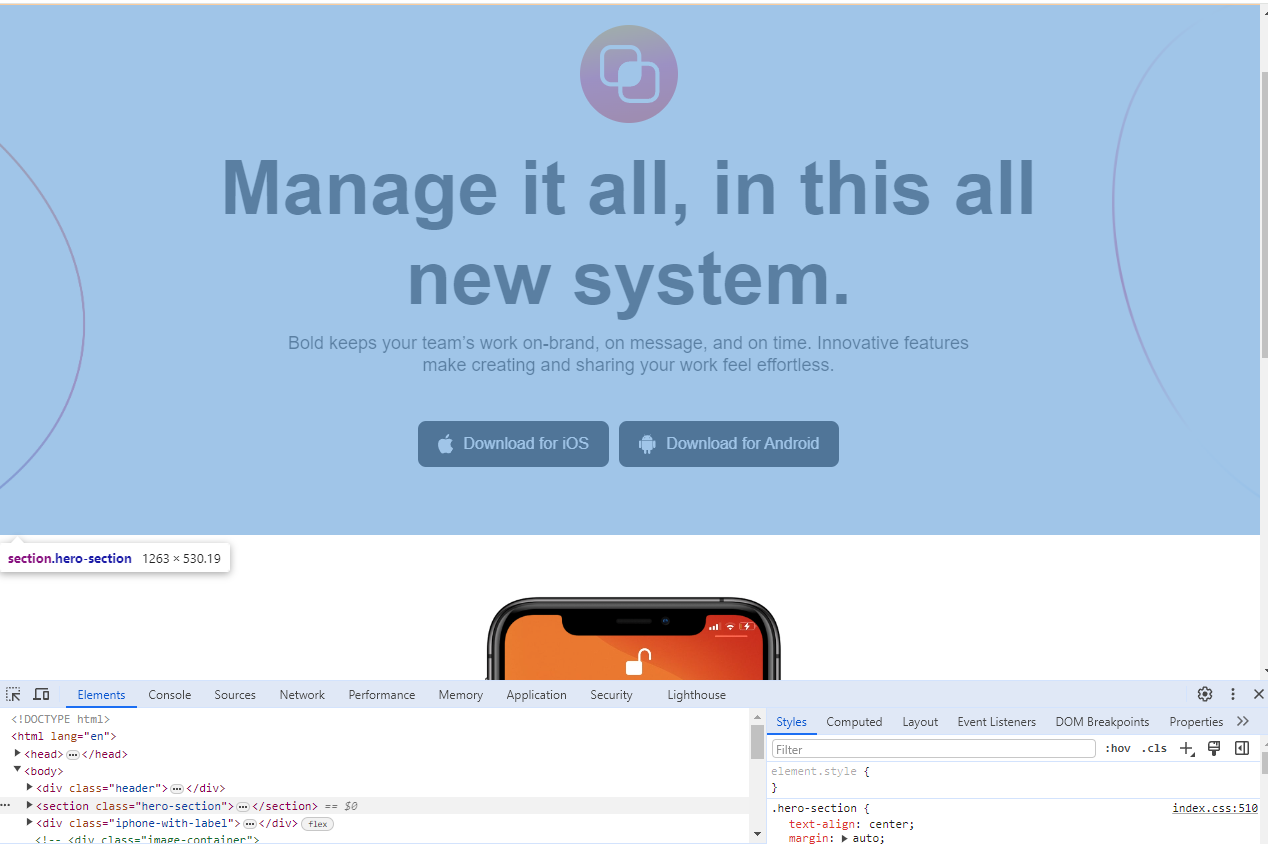 Manage it all, in this all
new system.
Bold keeps your team’s work on-brand, on message, and on time. Innovative features
make creating and sharing your work feel effortless.
Download for iOS
Download for Android
section.hero-section 1263 × 530.19
Elements Console Sources Network Performance Memory Application Security Lighthouse
<!DOCTYPE html>
<html lang="en">
<head> … </head>
<body>
<div class="header"> … </div>
… <section class="hero-section"> … </section> == $0
<div class="iphone-with-label"> … </div> flex
<!-- <div class="image-container">
Styles Computed Layout Event Listeners DOM Breakpoints Properties
Filter :hov .cls
element.style {
}
.hero-section { index.css:510
text-align: center;
margin: auto;